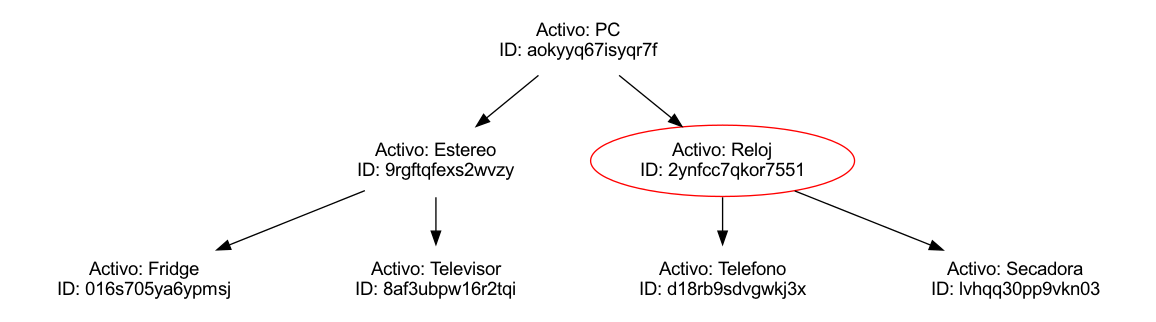 Activo: PC
ID: aokyyq67isyqr7f
Activo: Estereo
ID: 9rgftqfexs2wvzy
Activo: Reloj
ID: 2ynfcc7qkor7551
Activo: Fridge
ID: 016s705ya6ypmsj
Activo: Televisor
ID: 8af3ubpw16r2tqi
Activo: Telefono
ID: d18rb9sdvgwkj3x
Activo: Secadora
ID: lvhqq30pp9vkn03